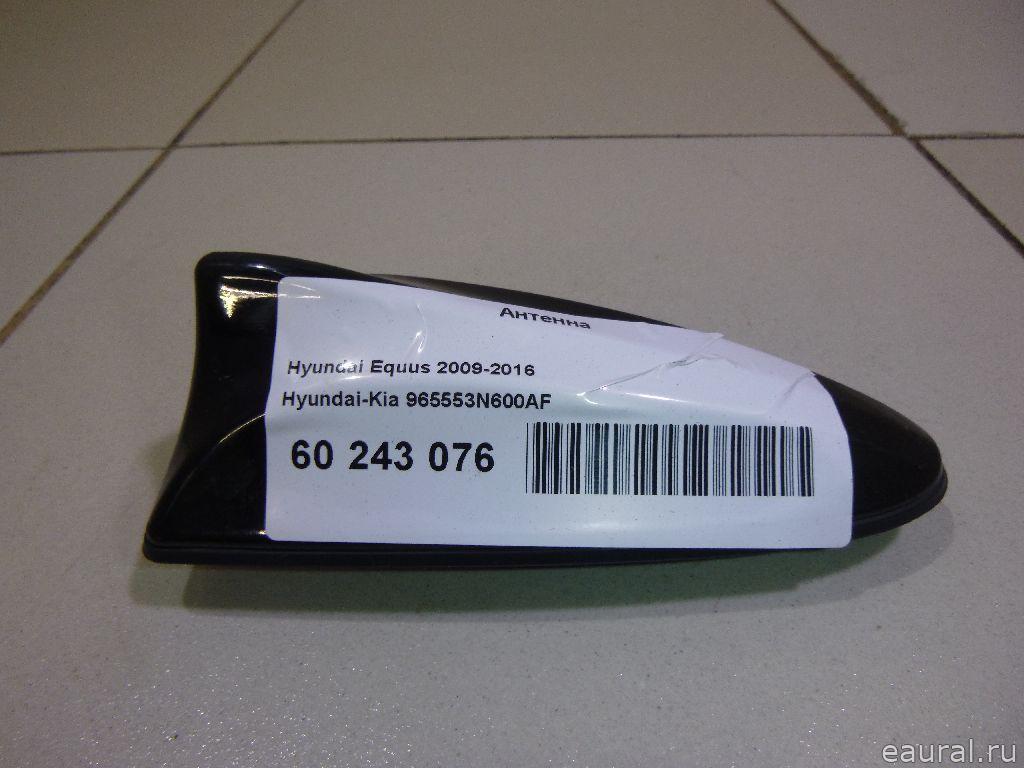 Антенна
Hyundai Equus 2009-2016
Hyundai-Kia 965553N600AF
60 243 076
eaural.ru